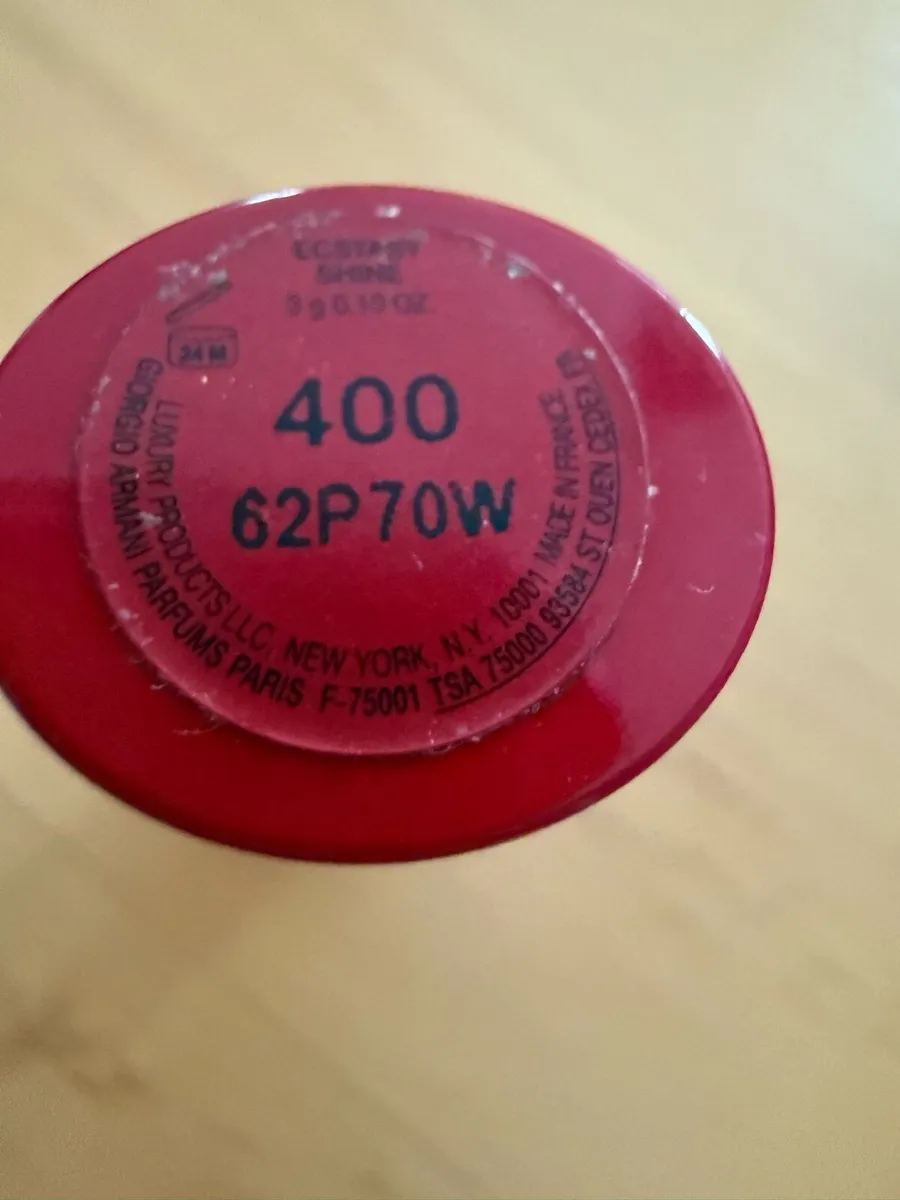 ECSTASY
SHINE
3 g 0.10 OZ.
24 M
400
62P70W
LUXURY PRODUCTS LLC, NEW YORK, N.Y. 10001 MADE IN FRANCE
GIORGIO ARMANI PARFUMS PARIS F-75001 TSA 75000 93584 ST OUEN CEDEX